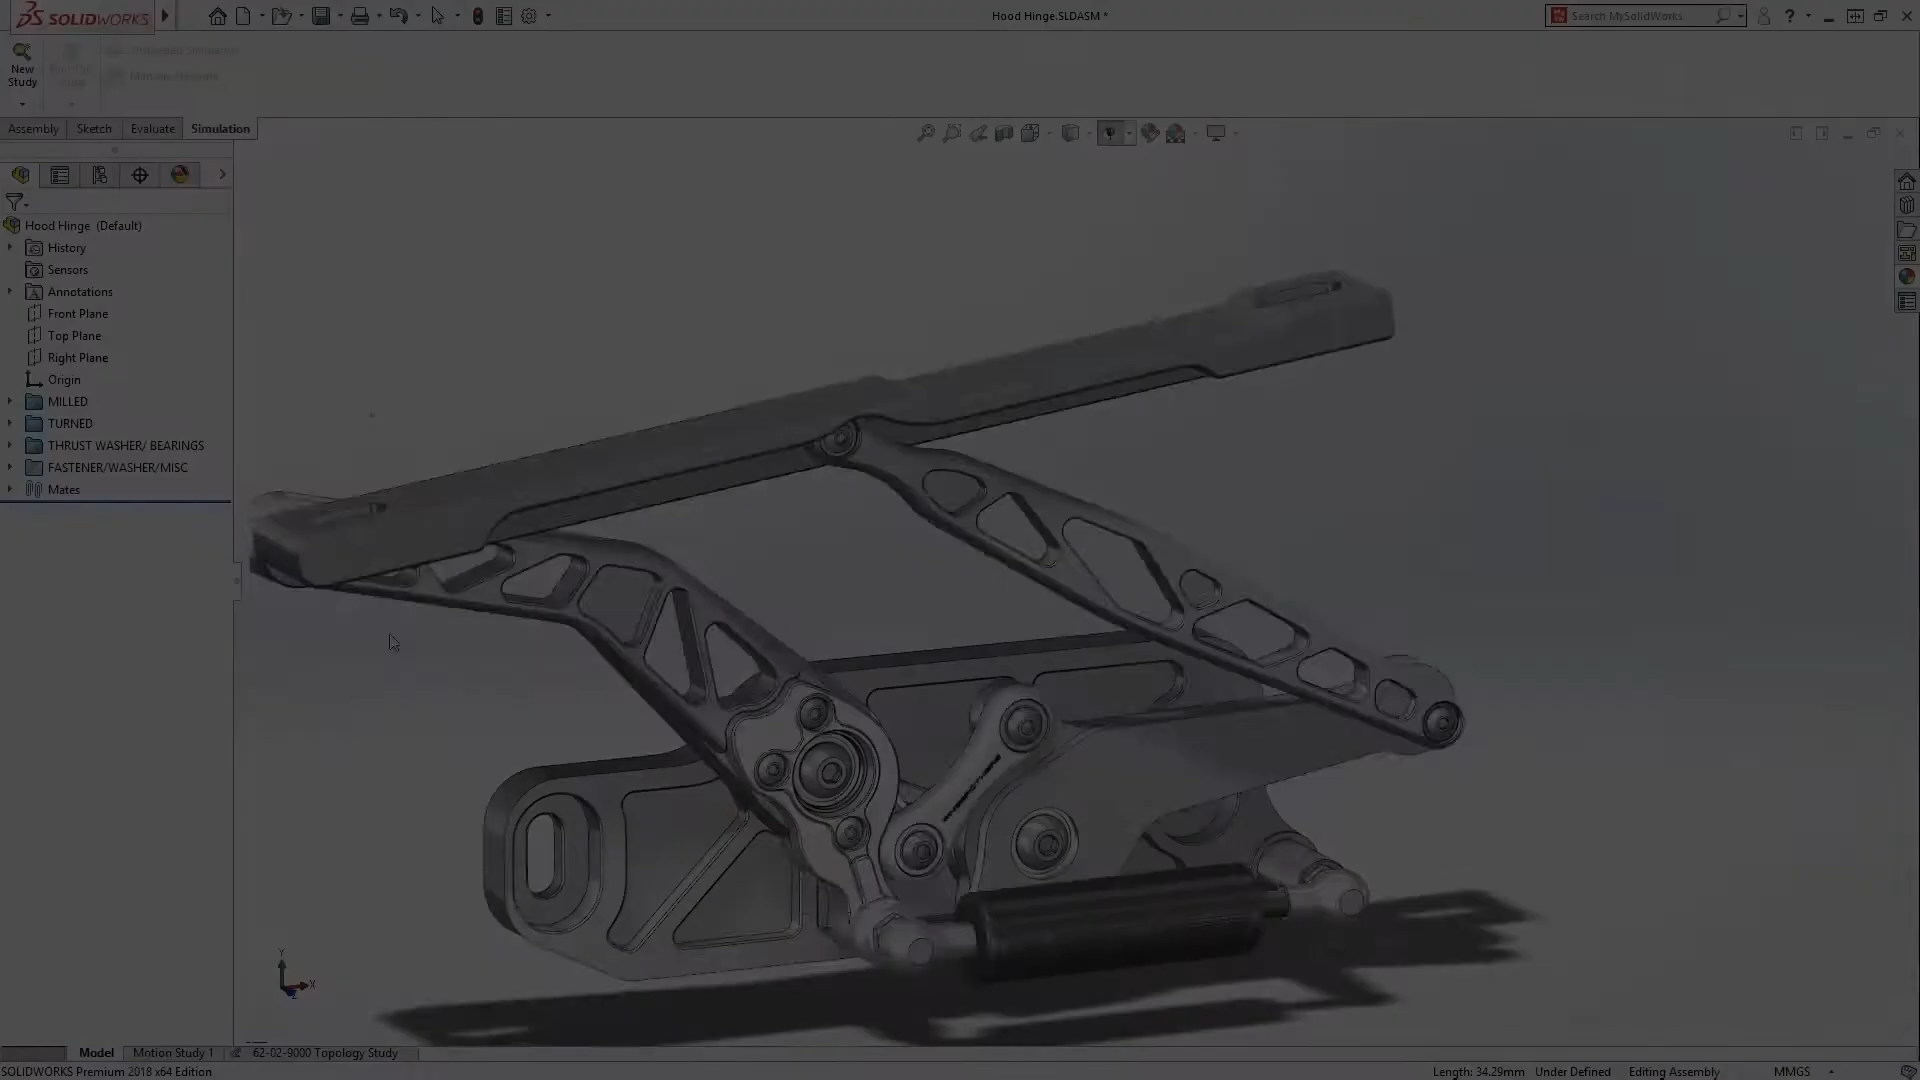 SOLIDWORKS
Hood Hinge.SLDASM *
Search MySolidWorks
New
Study
Manage Network
Assembly
Sketch
Evaluate
Simulation
Hood Hinge (Default)
History
Sensors
Annotations
Front Plane
Top Plane
Right Plane
Origin
MILLED
TURNED
THRUST WASHER/ BEARINGS
FASTENER/WASHER/MISC
Mates
Y
X
Z
Model
Motion Study 1
62-02-9000 Topology Study
SOLIDWORKS Premium 2018 x64 Edition
Length: 34.29mm
Under Defined
Editing Assembly
MMGS